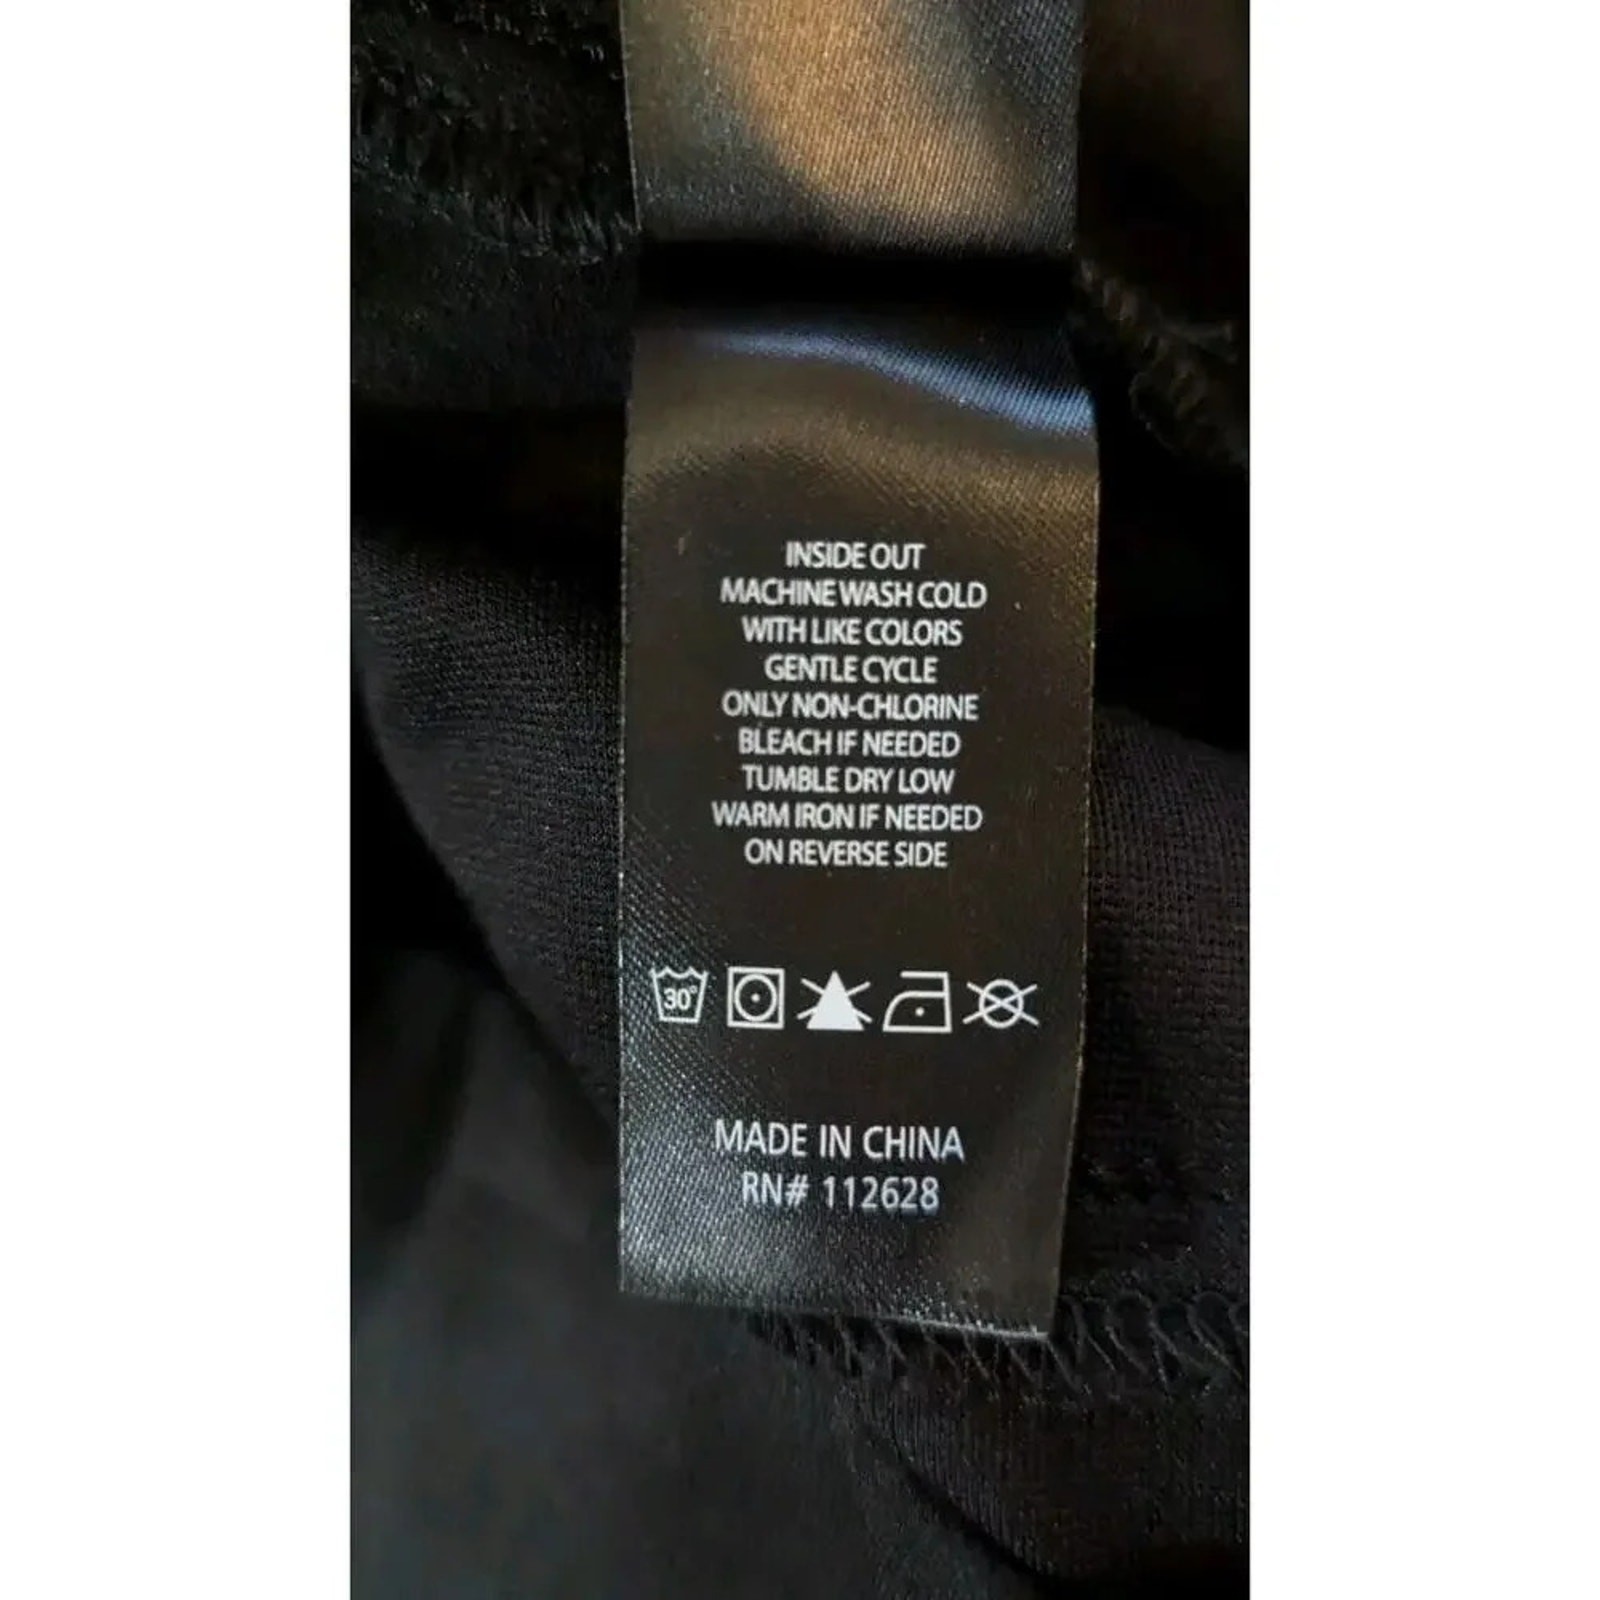 INSIDE OUT
MACHINE WASH COLD
WITH LIKE COLORS
GENTLE CYCLE
ONLY NON-CHLORINE
BLEACH IF NEEDED
TUMBLE DRY LOW
WARM IRON IF NEEDED
ON REVERSE SIDE
30°
MADE IN CHINA
RN# 112628